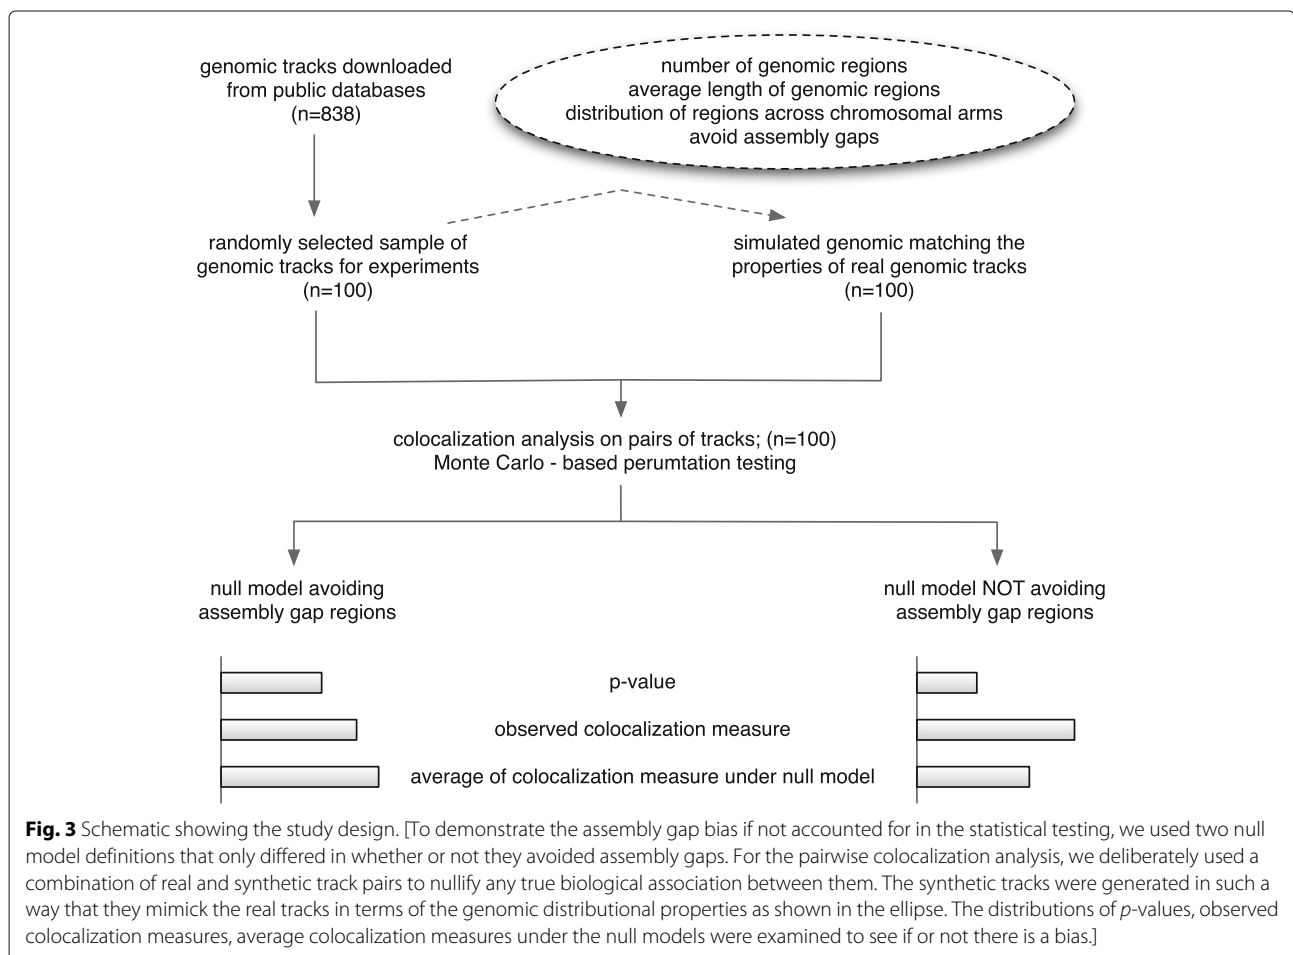 genomic tracks downloaded
from public databases
(n=838)
number of genomic regions
average length of genomic regions
distribution of regions across chromosomal arms
avoid assembly gaps
randomly selected sample of
genomic tracks for experiments
(n=100)
simulated genomic matching the
properties of real genomic tracks
(n=100)
colocalization analysis on pairs of tracks; (n=100)
Monte Carlo - based perumtation testing
null model avoiding
assembly gap regions
null model NOT avoiding
assembly gap regions
p-value
observed colocalization measure
average of colocalization measure under null model
Fig. 3 Schematic showing the study design. [To demonstrate the assembly gap bias if not accounted for in the statistical testing, we used two null
model definitions that only differed in whether or not they avoided assembly gaps. For the pairwise colocalization analysis, we deliberately used a
combination of real and synthetic track pairs to nullify any true biological association between them. The synthetic tracks were generated in such a
way that they mimick the real tracks in terms of the genomic distributional properties as shown in the ellipse. The distributions of p-values, observed
colocalization measures, average colocalization measures under the null models were examined to see if or not there is a bias.]